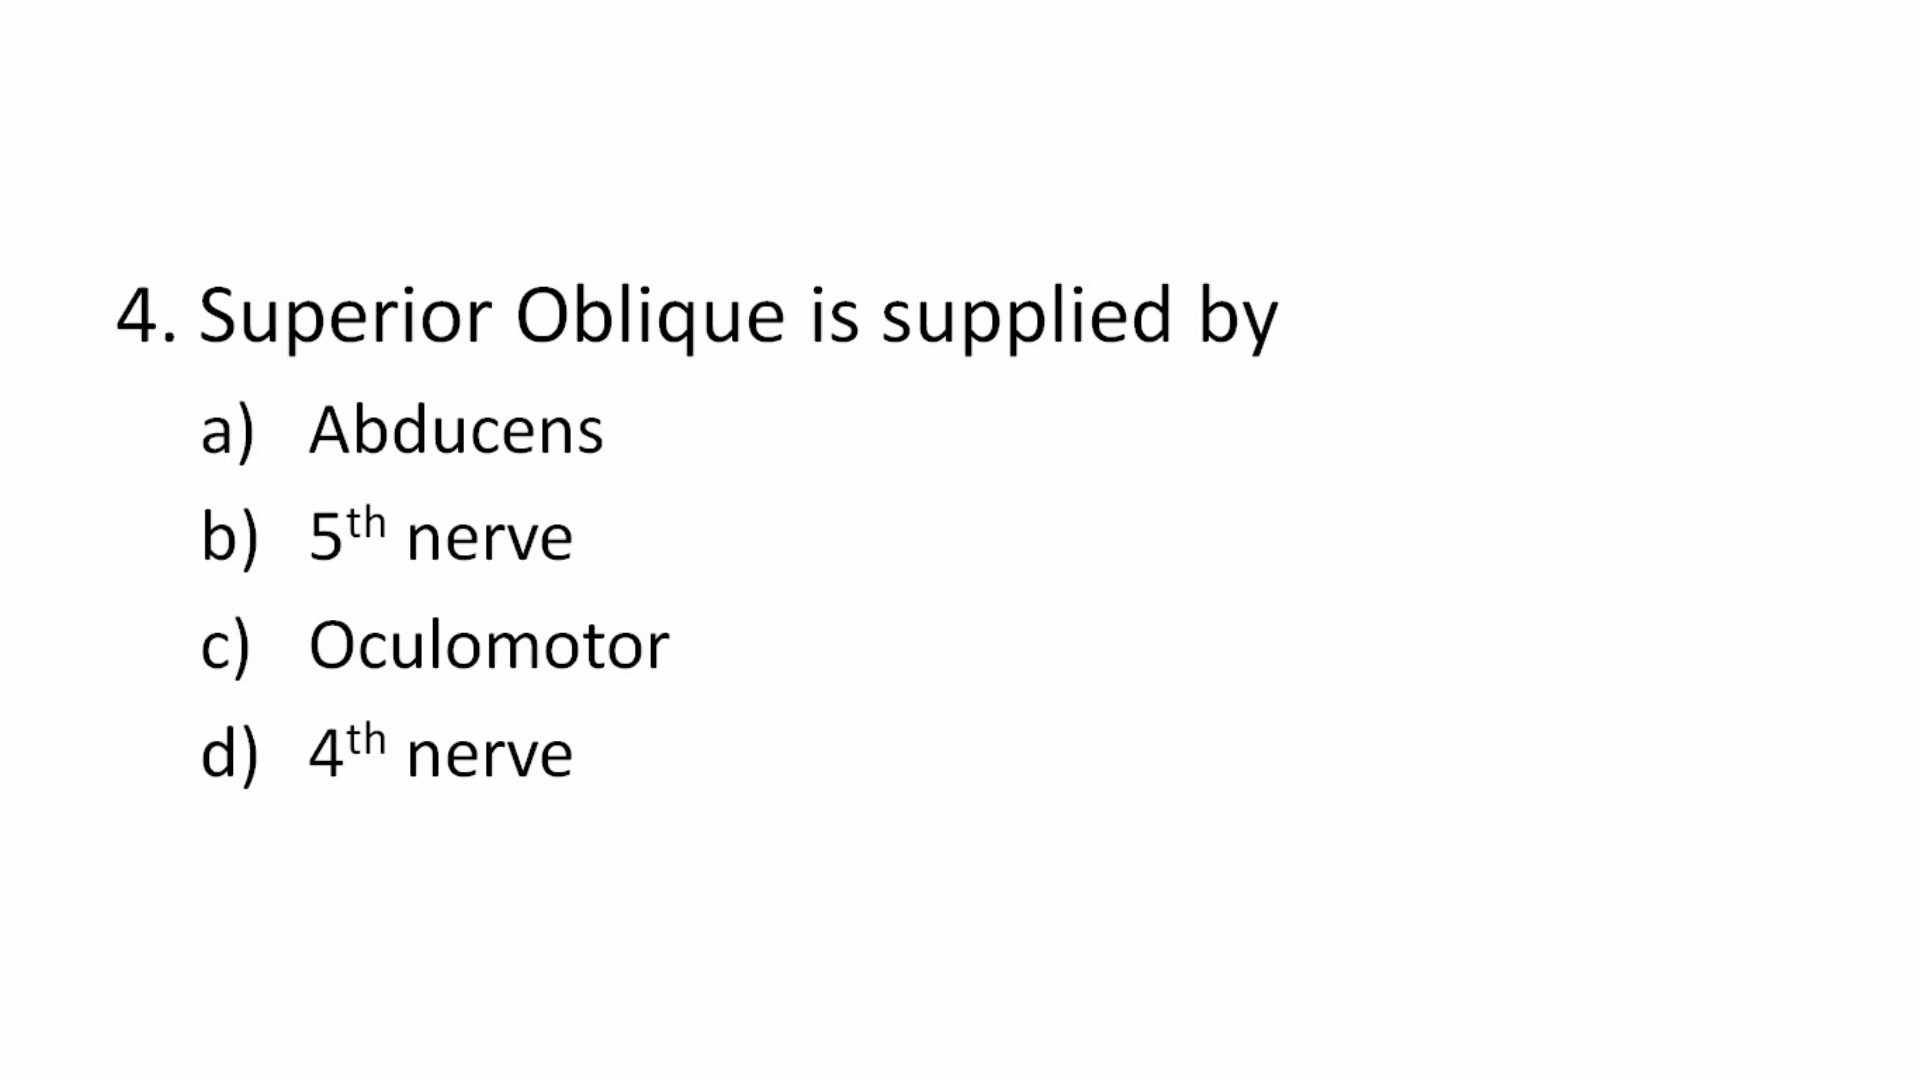 4. Superior Oblique is supplied by
a) Abducens
b) 5th nerve
c) Oculomotor
d) 4th nerve